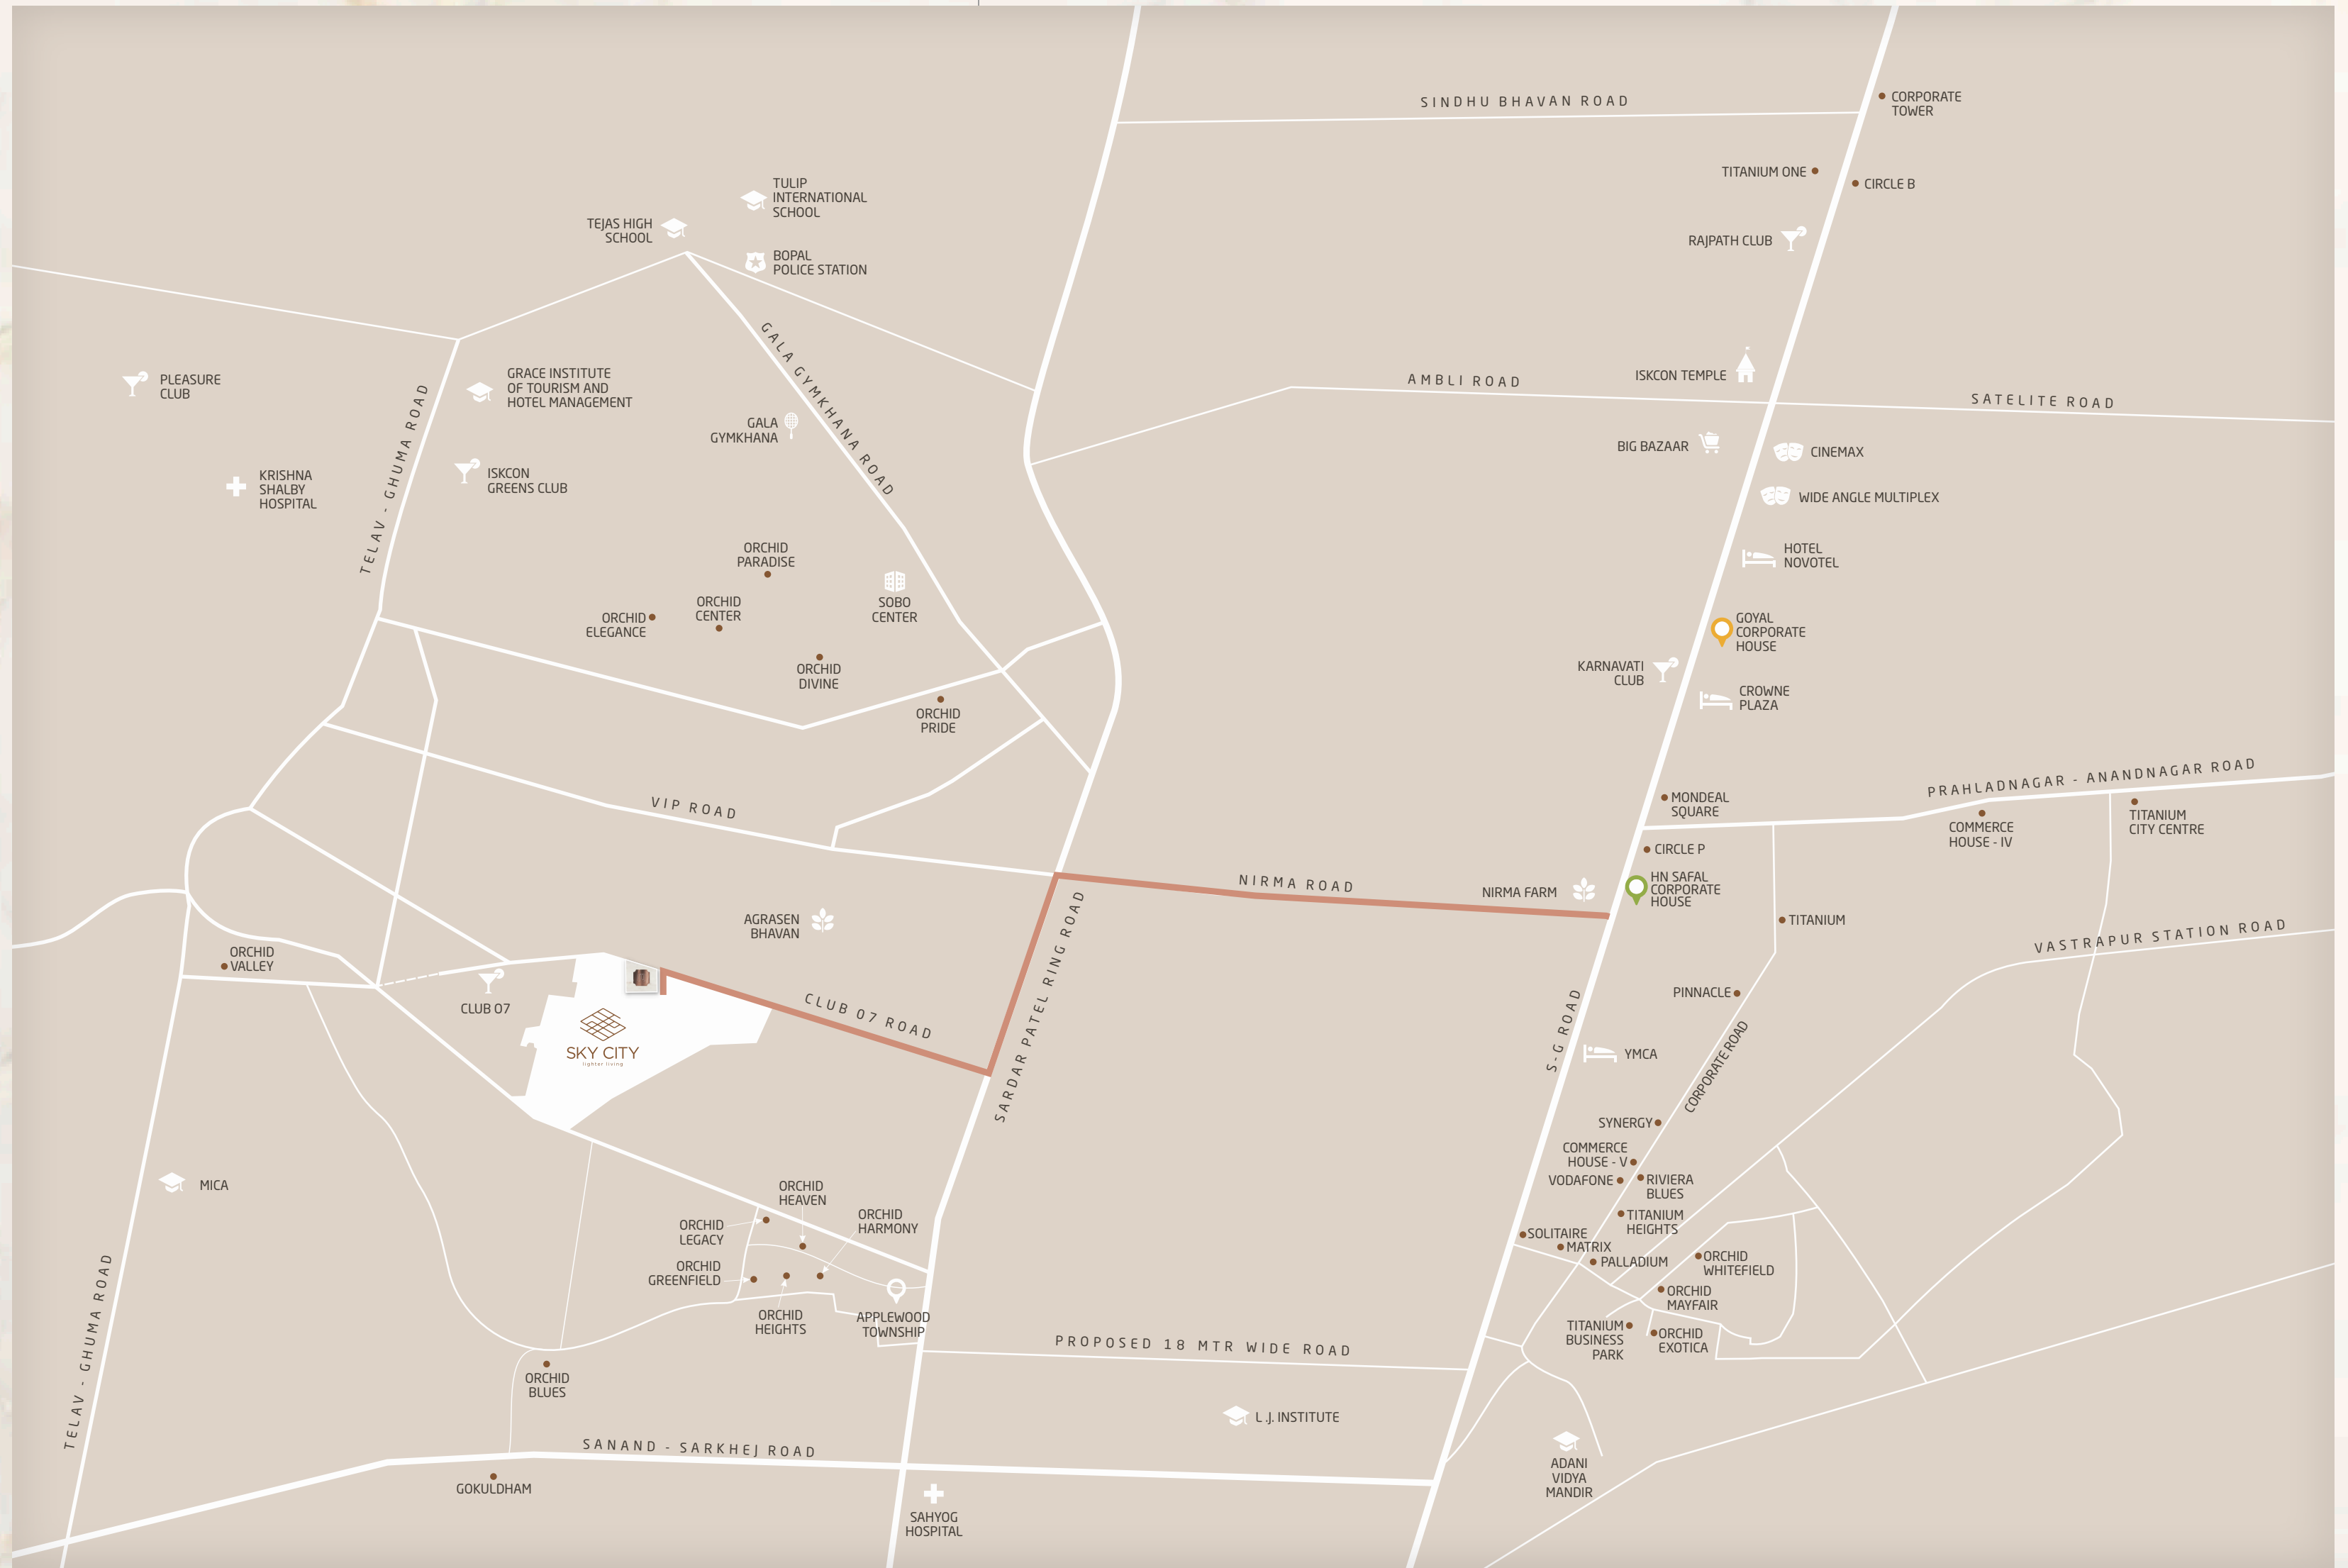 SINDHU BHAVAN ROAD
CORPORATE
TOWER
TITANIUM ONE
CIRCLE B
TULIP
INTERNATIONAL
SCHOOL
TEJAS HIGH
SCHOOL
BOPAL
POLICE STATION
RAJPATH CLUB
GALA GYMKHANA ROAD
PLEASURE
CLUB
GRACE INSTITUTE
OF TOURISM AND
HOTEL MANAGEMENT
TELAV - GHUMA ROAD
ISKCON TEMPLE
AMBLI ROAD
SATELITE ROAD
GALA
GYMKHANA
BIG BAZAAR
CINEMAX
KRISHNA
SHALBY
HOSPITAL
ISKCON
GREENS CLUB
WIDE ANGLE MULTIPLEX
ORCHID
PARADISE
HOTEL
NOVOTEL
ORCHID
ELEGANCE
ORCHID
CENTER
SOBO
CENTER
GOYAL
CORPORATE
HOUSE
ORCHID
DIVINE
KARNAVATI
CLUB
CROWNE
PLAZA
ORCHID
PRIDE
VIP ROAD
MONDEAL
SQUARE
PRAHLADNAGAR - ANANDNAGAR ROAD
COMMERCE
HOUSE - IV
TITANIUM
CITY CENTRE
CIRCLE P
NIRMA ROAD
NIRMA FARM
HN SAFAL
CORPORATE
HOUSE
AGRASEN
BHAVAN
TITANIUM
VASTRAPUR STATION ROAD
ORCHID
VALLEY
CLUB 07
SKY CITY
lighter living
CLUB 07 ROAD
SARDAR PATEL RING ROAD
S-G ROAD
PINNACLE
YMCA
CORPORATE ROAD
SYNERGY
COMMERCE
HOUSE - V
VODAFONE
RIVIERA
BLUES
MICA
ORCHID
HEAVEN
ORCHID
LEGACY
ORCHID
HARMONY
TITANIUM
HEIGHTS
SOLITAIRE
MATRIX
PALLADIUM
ORCHID
WHITEFIELD
ORCHID
GREENFIELD
ORCHID
HEIGHTS
APPLEWOOD
TOWNSHIP
ORCHID
MAYFAIR
TITANIUM
BUSINESS
PARK
ORCHID
EXOTICA
TELAV - GHUMA ROAD
PROPOSED 18 MTR WIDE ROAD
ORCHID
BLUES
L .J. INSTITUTE
SANAND - SARKHEJ ROAD
GOKULDHAM
ADANI
VIDYA
MANDIR
SAHYOG
HOSPITAL